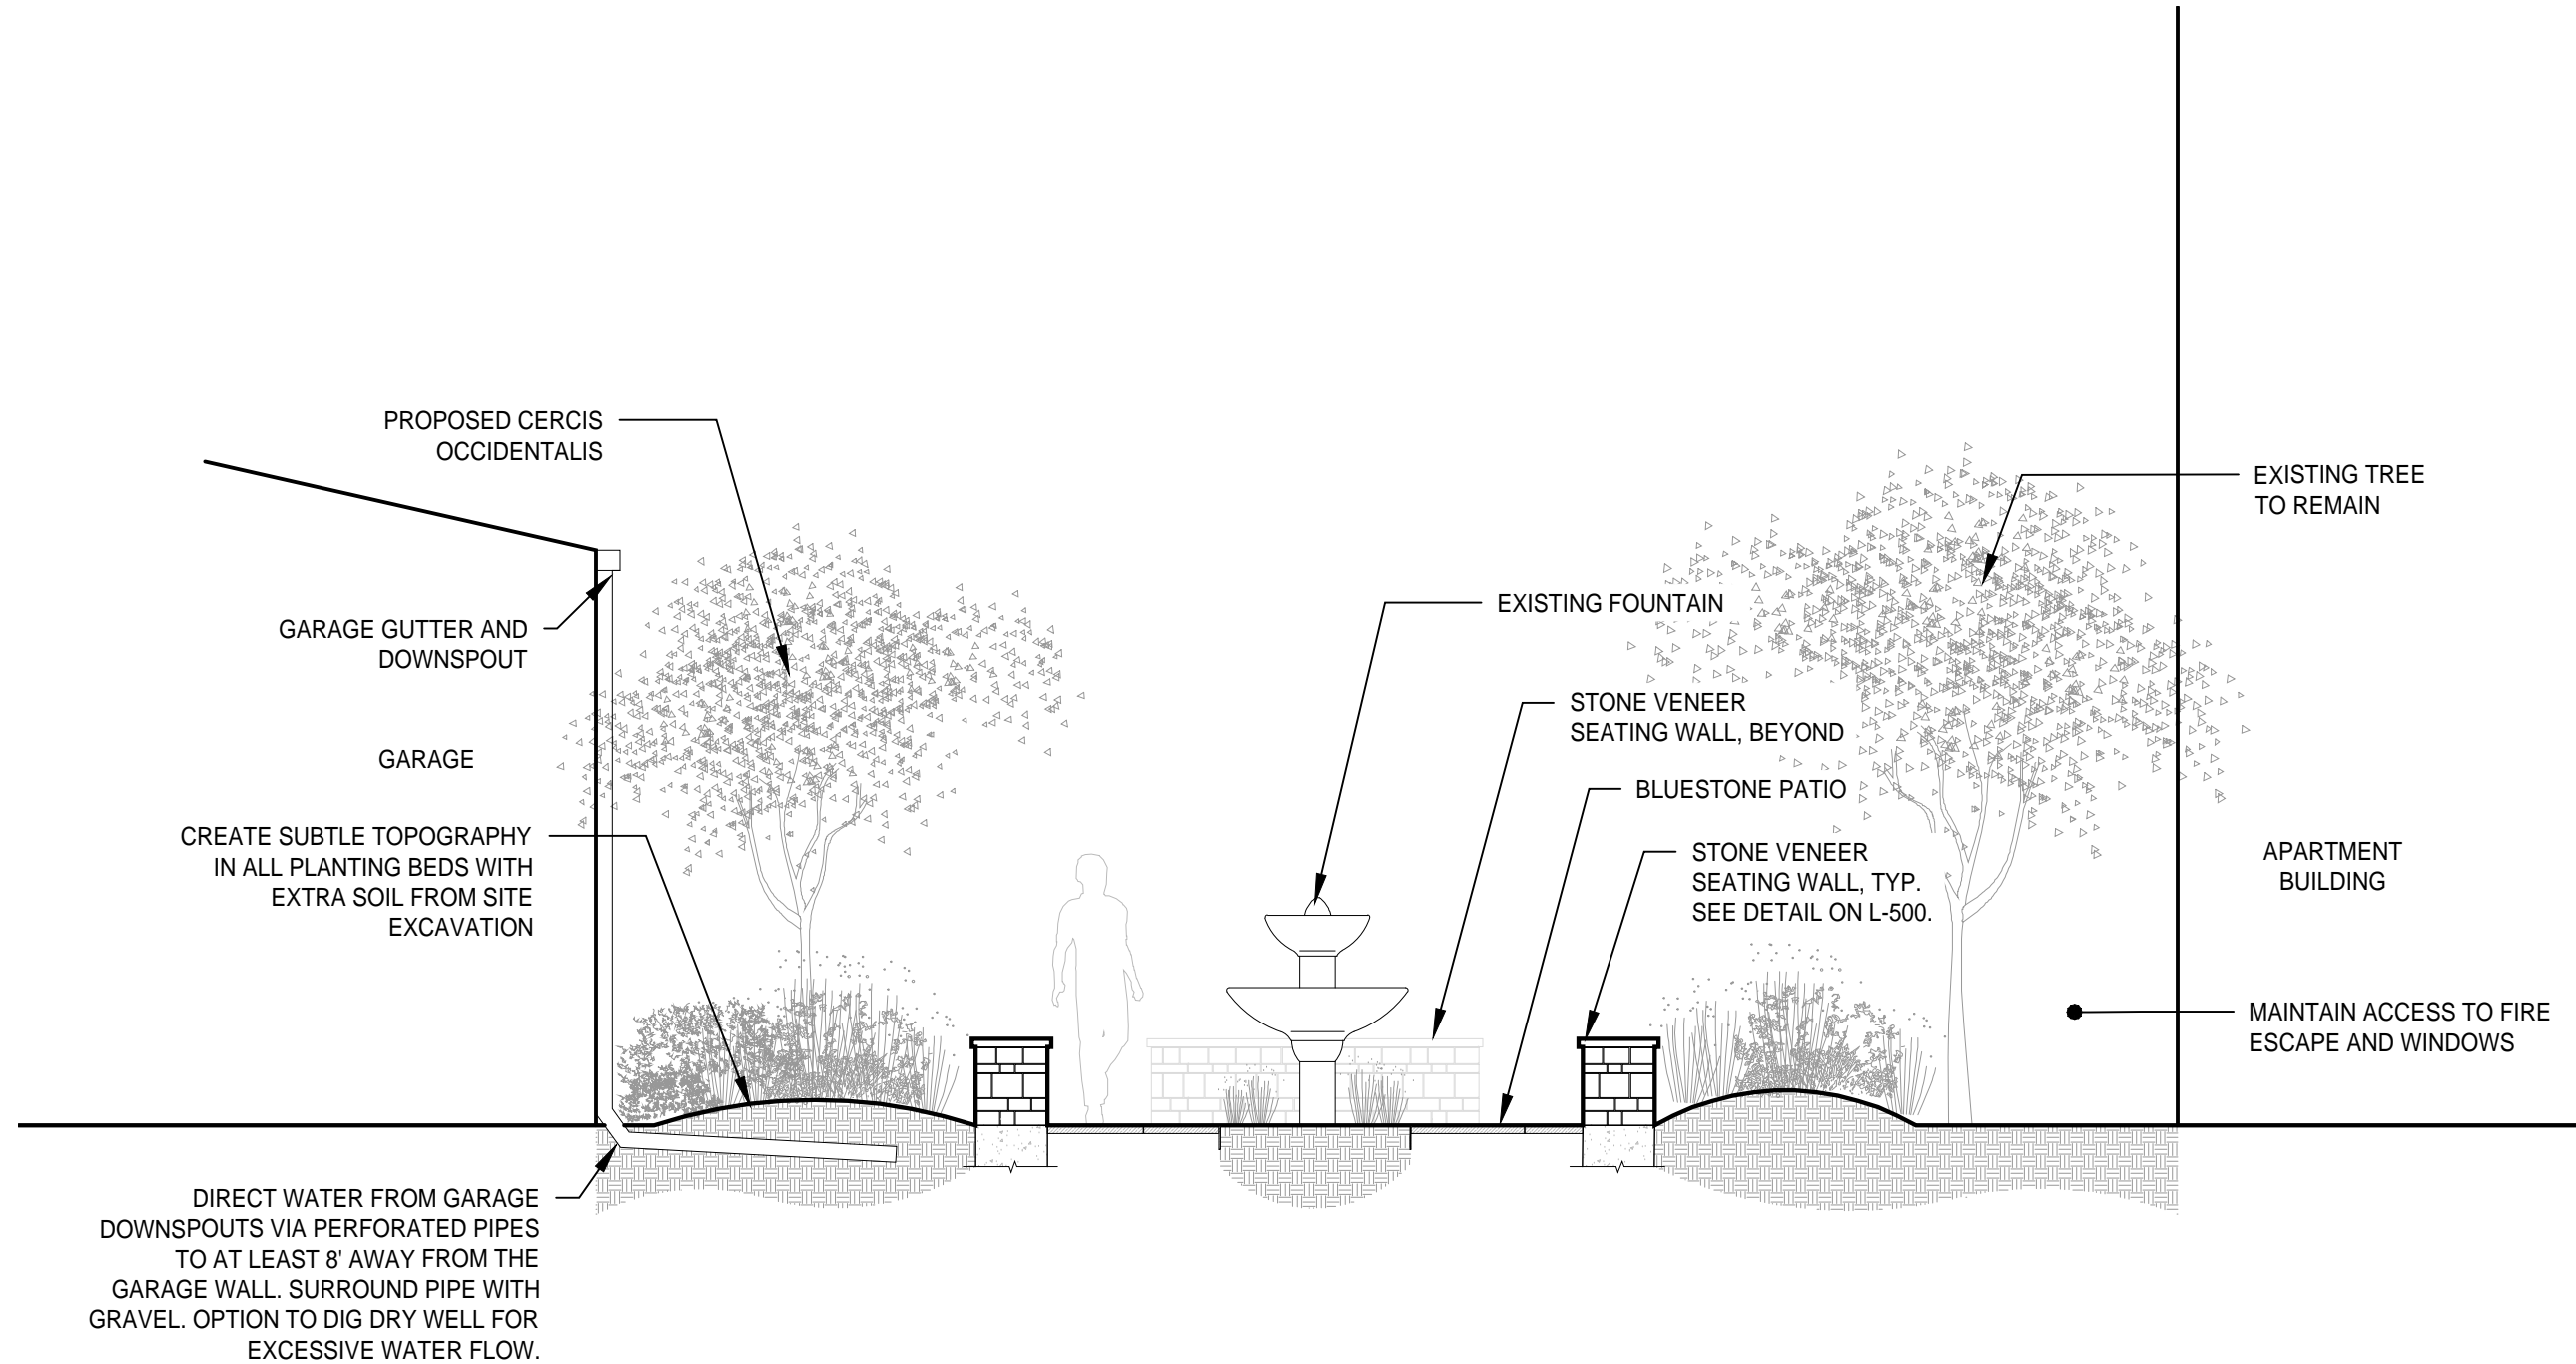 PROPOSED CERCIS
OCCIDENTALIS
GARAGE GUTTER AND
DOWNSPOUT
GARAGE
CREATE SUBTLE TOPOGRAPHY
IN ALL PLANTING BEDS WITH
EXTRA SOIL FROM SITE
EXCAVATION
DIRECT WATER FROM GARAGE
DOWNSPOUTS VIA PERFORATED PIPES
TO AT LEAST 8' AWAY FROM THE
GARAGE WALL. SURROUND PIPE WITH
GRAVEL. OPTION TO DIG DRY WELL FOR
EXCESSIVE WATER FLOW.
EXISTING FOUNTAIN
STONE VENEER
SEATING WALL, BEYOND
BLUESTONE PATIO
STONE VENEER
SEATING WALL, TYP.
SEE DETAIL ON L-500.
EXISTING TREE
TO REMAIN
APARTMENT
BUILDING
MAINTAIN ACCESS TO FIRE
ESCAPE AND WINDOWS